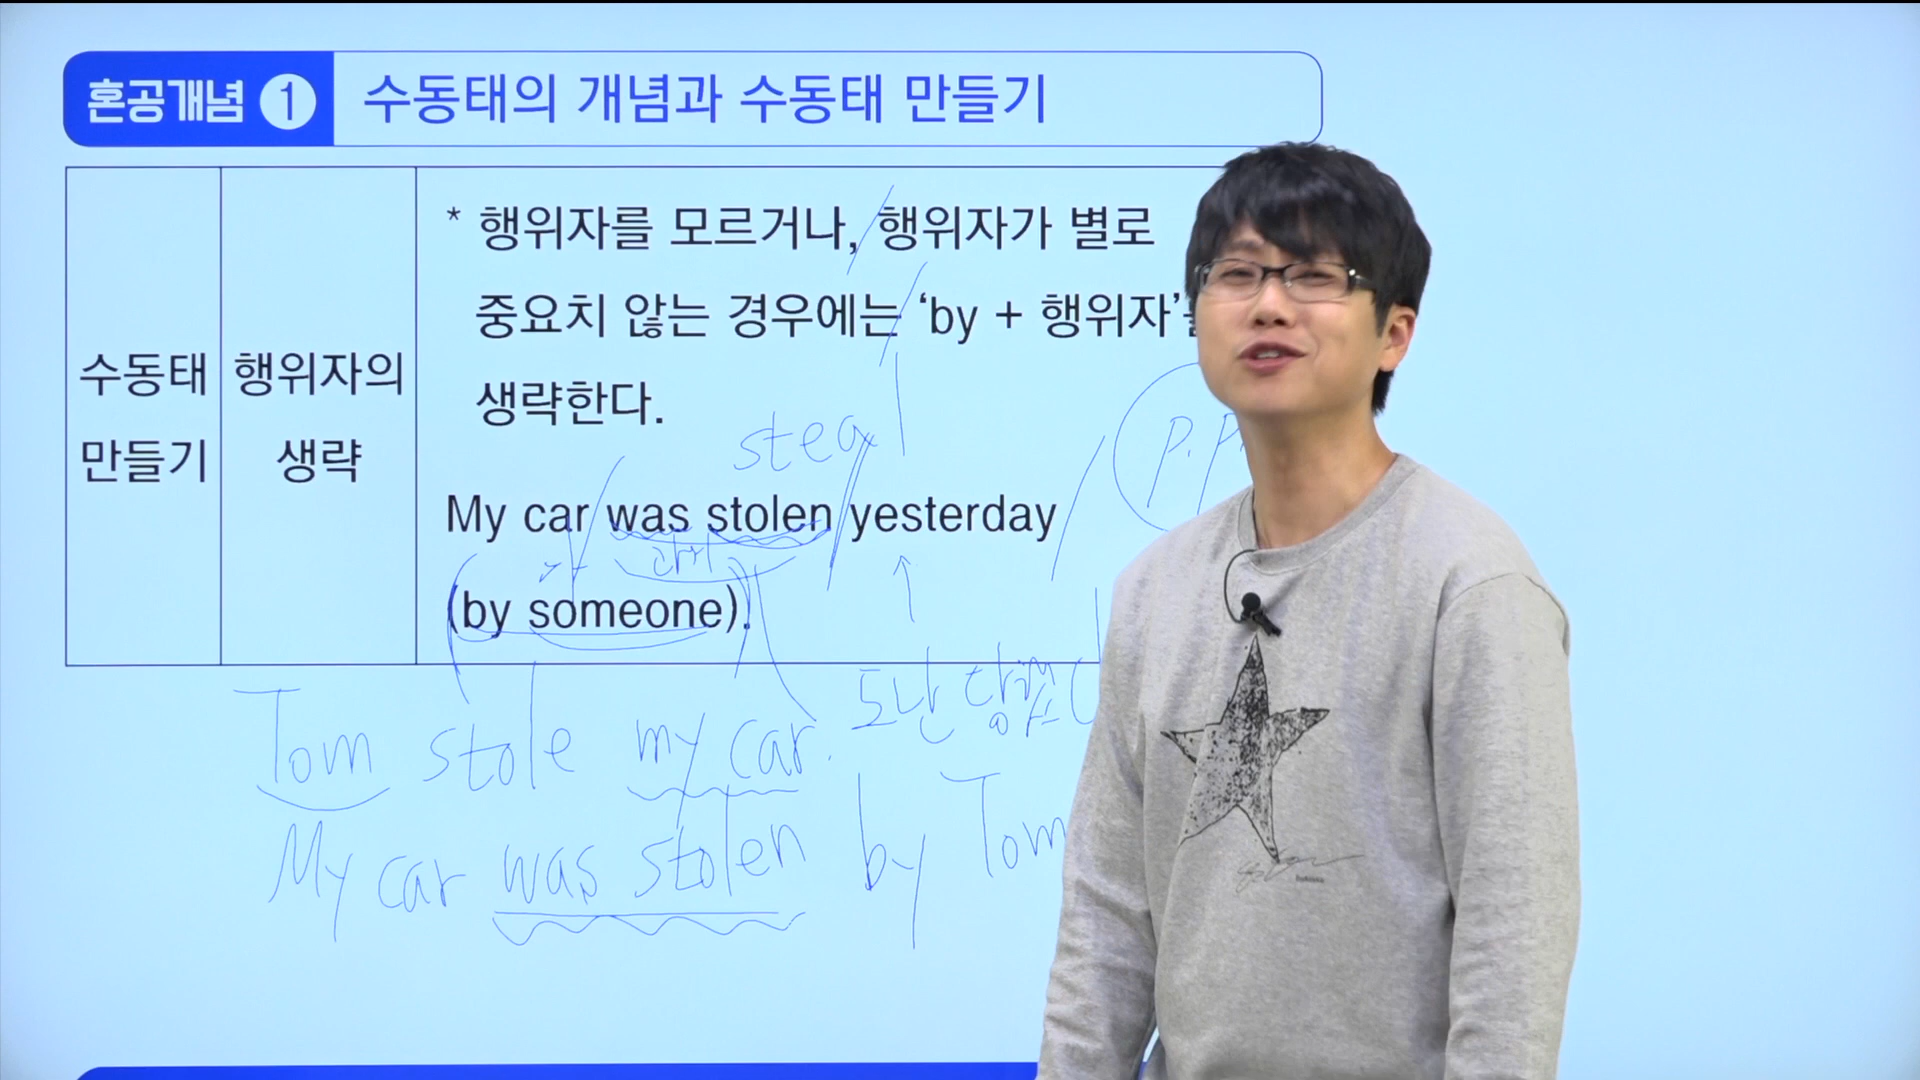 혼공개념 1 수동태의 개념과 수동태 만들기
수동태
만들기
행위자의
생략
* 행위자를 모르거나, 행위자가 별로
중요치 않는 경우에는 ‘by + 행위자’
생략한다.
steal
P.P
My car was stolen yesterday
과거
(by someone).
도난 당했다
Tom stole my car.
My car was stolen by Tom